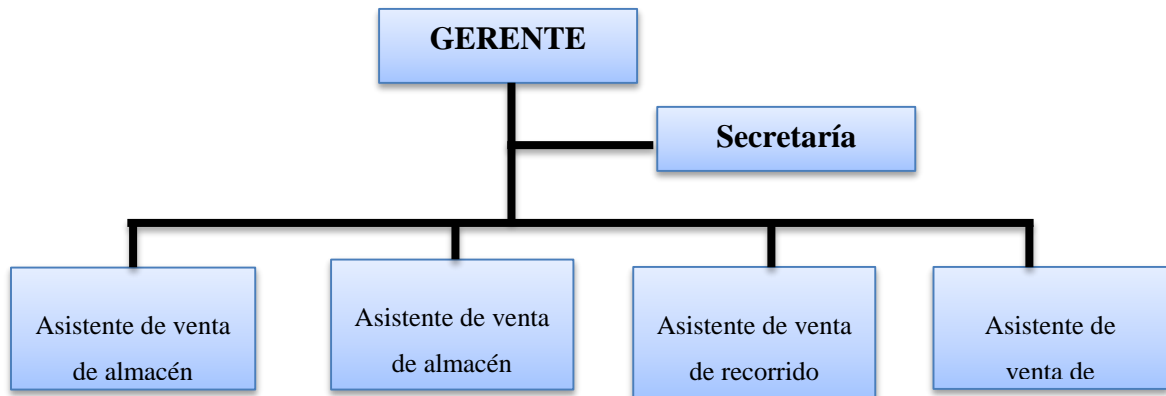 GERENTE
Secretaría
Asistente de venta
de almacén
Asistente de venta
de almacén
Asistente de venta
de recorrido
Asistente de
venta de